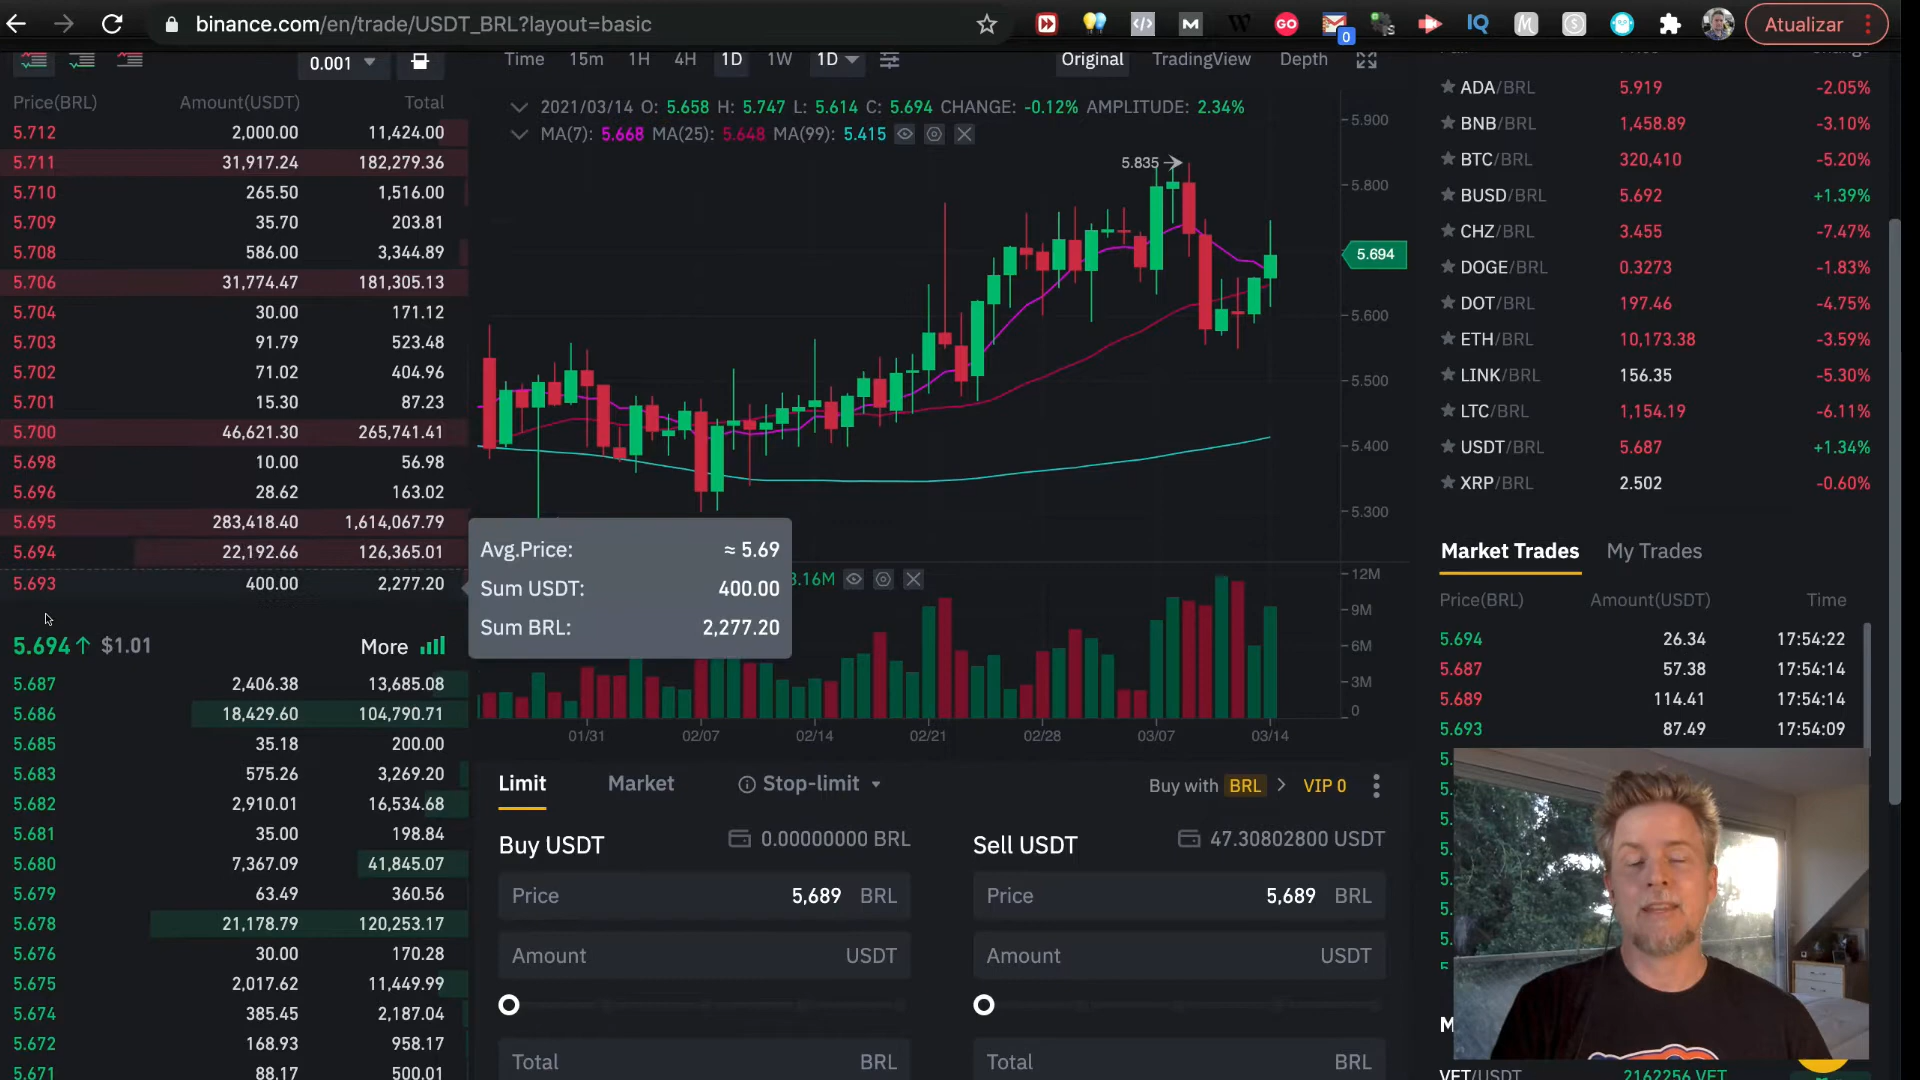 binance.com/en/trade/USDT_BRL?layout=basic
0
Atualizar
0.001
Time 15m 1H 4H 1D 1W 1D
Original TradingView Depth
Price(BRL) Amount(USDT) Total
5.712 2,000.00 11,424.00
5.711 31,917.24 182,279.36
5.710 265.50 1,516.00
5.709 35.70 203.81
5.708 586.00 3,344.89
5.706 31,774.47 181,305.13
5.704 30.00 171.12
5.703 91.79 523.48
5.702 71.02 404.96
5.701 15.30 87.23
5.700 46,621.30 265,741.41
5.698 10.00 56.98
5.696 28.62 163.02
5.695 283,418.40 1,614,067.79
5.694 22,192.66 126,365.01
5.693 400.00 2,277.20
5.694 $1.01 More
5.687 2,406.38 13,685.08
5.686 18,429.60 104,790.71
5.685 35.18 200.00
5.683 575.26 3,269.20
5.682 2,910.01 16,534.68
5.681 35.00 198.84
5.680 7,367.09 41,845.07
5.679 63.49 360.56
5.678 21,178.79 120,253.17
5.676 30.00 170.28
5.675 2,017.62 11,449.99
5.674 385.45 2,187.04
5.672 168.93 958.17
5.671 88.17 500.01
2021/03/14 O: 5.658 H: 5.747 L: 5.614 C: 5.694 CHANGE: -0.12% AMPLITUDE: 2.34%
MA(7): 5.668 MA(25): 5.648 MA(99): 5.415
5.835
5.900
5.800
5.694
5.600
5.500
5.400
5.300
Avg.Price: ≈ 5.69
Sum USDT: 400.00
Sum BRL: 2,277.20
3.16M
12M
9M
6M
3M
0
01/31 02/07 02/14 02/21 02/28 03/07 03/14
Limit Market Stop-limit
Buy with BRL VIP 0
Buy USDT 0.00000000 BRL
Price 5,689 BRL
Amount USDT
Total BRL
Sell USDT 47.30802800 USDT
Price 5,689 BRL
Amount USDT
Total BRL
ADA/BRL 5.919 -2.05%
BNB/BRL 1,458.89 -3.10%
BTC/BRL 320,410 -5.20%
BUSD/BRL 5.692 +1.39%
CHZ/BRL 3.455 -7.47%
DOGE/BRL 0.3273 -1.83%
DOT/BRL 197.46 -4.75%
ETH/BRL 10,173.38 -3.59%
LINK/BRL 156.35 -5.30%
LTC/BRL 1,154.19 -6.11%
USDT/BRL 5.687 +1.34%
XRP/BRL 2.502 -0.60%
Market Trades My Trades
Price(BRL) Amount(USDT) Time
5.694 26.34 17:54:22
5.687 57.38 17:54:14
5.689 114.41 17:54:14
5.693 87.49 17:54:09
VET/USDT 2162256 VET